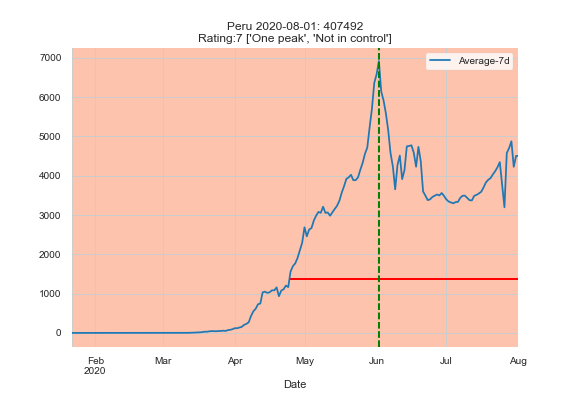 Peru 2020-08-01: 407492
Rating:7 ['One peak', 'Not in control']
Average-7d
7000
6000
5000
4000
3000
2000
1000
0
Feb
2020
Mar
Apr
May
Jun
Jul
Aug
Date